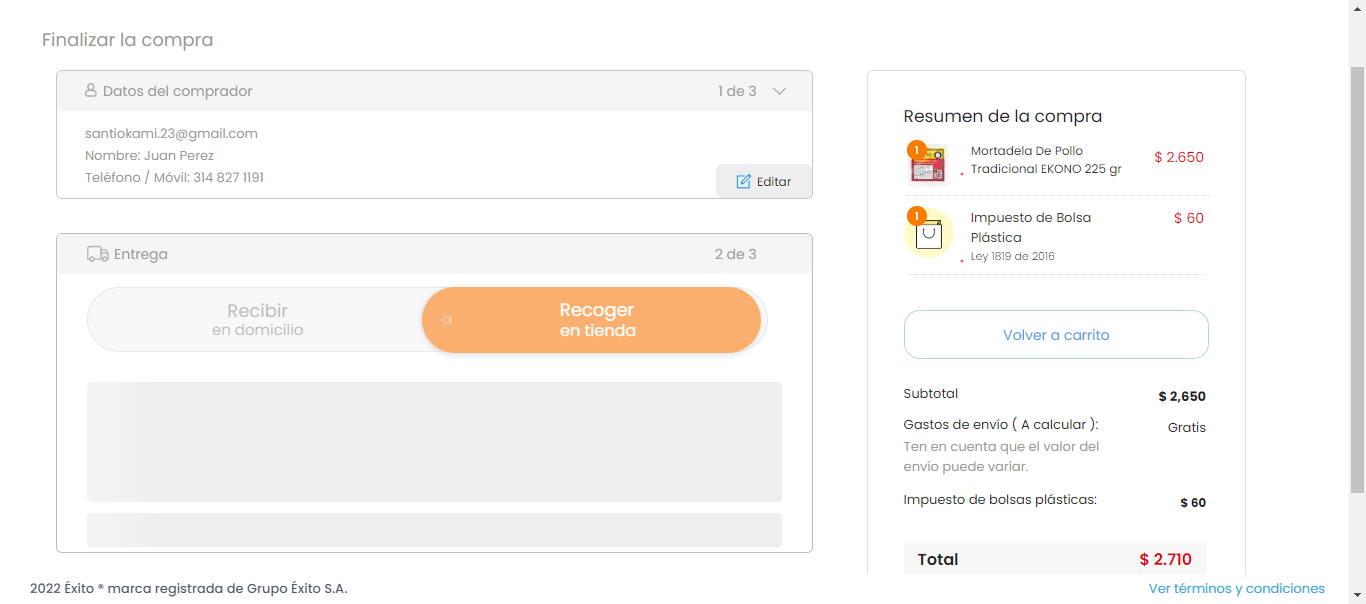 Finalizar la compra
Datos del comprador
1 de 3
santiokami.23@gmail.com
Nombre: Juan Perez
Teléfono / Móvil: 314 827 1191
Editar
Entrega
2 de 3
Recibir
en domicilio
Recoger
en tienda
Resumen de la compra
1
Mortadela De Pollo
Tradicional EKONO 225 gr
$ 2.650
1
Impuesto de Bolsa
Plástica
Ley 1819 de 2016
$ 60
Volver a carrito
Subtotal
$ 2,650
Gastos de envío ( A calcular ):
Gratis
Ten en cuenta que el valor del
envío puede variar.
Impuesto de bolsas plásticas:
$ 60
Total
$ 2.710
2022 Éxito ® marca registrada de Grupo Éxito S.A.
Ver términos y condiciones